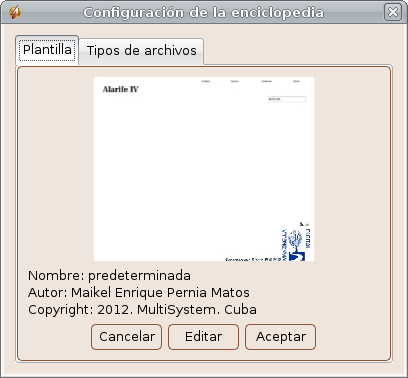 Configuración de la enciclopedia
Plantilla
Tipos de archivos
Alarife IV
Nombre: predeterminada
Autor: Maikel Enrique Pernia Matos
Copyright: 2012. MultiSystem. Cuba
Cancelar
Editar
Aceptar